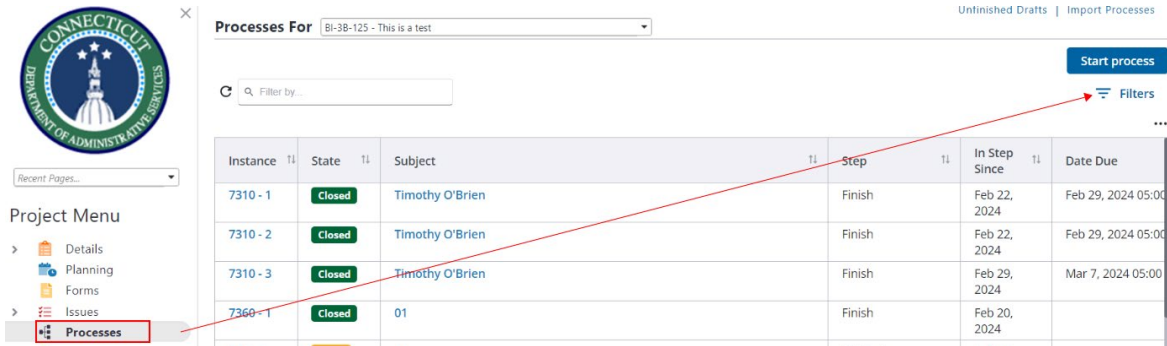 CONNECTICUT
DEPARTMENT OF ADMINISTRATIVE SERVICES
Recent Pages...
Project Menu
Details
Planning
Forms
Issues
Processes
Unfinished Drafts | Import Processes
Processes For BI-3B-125 - This is a test
Start process
Filter by...
Filters
Instance State Subject Step In Step Since Date Due
7310 - 1 Closed Timothy O'Brien Finish Feb 22, 2024 Feb 29, 2024 05:00
7310 - 2 Closed Timothy O'Brien Finish Feb 22, 2024 Feb 29, 2024 05:00
7310 - 3 Closed Timothy O'Brien Finish Feb 29, 2024 Mar 7, 2024 05:00
7360 - 1 Closed 01 Finish Feb 20, 2024